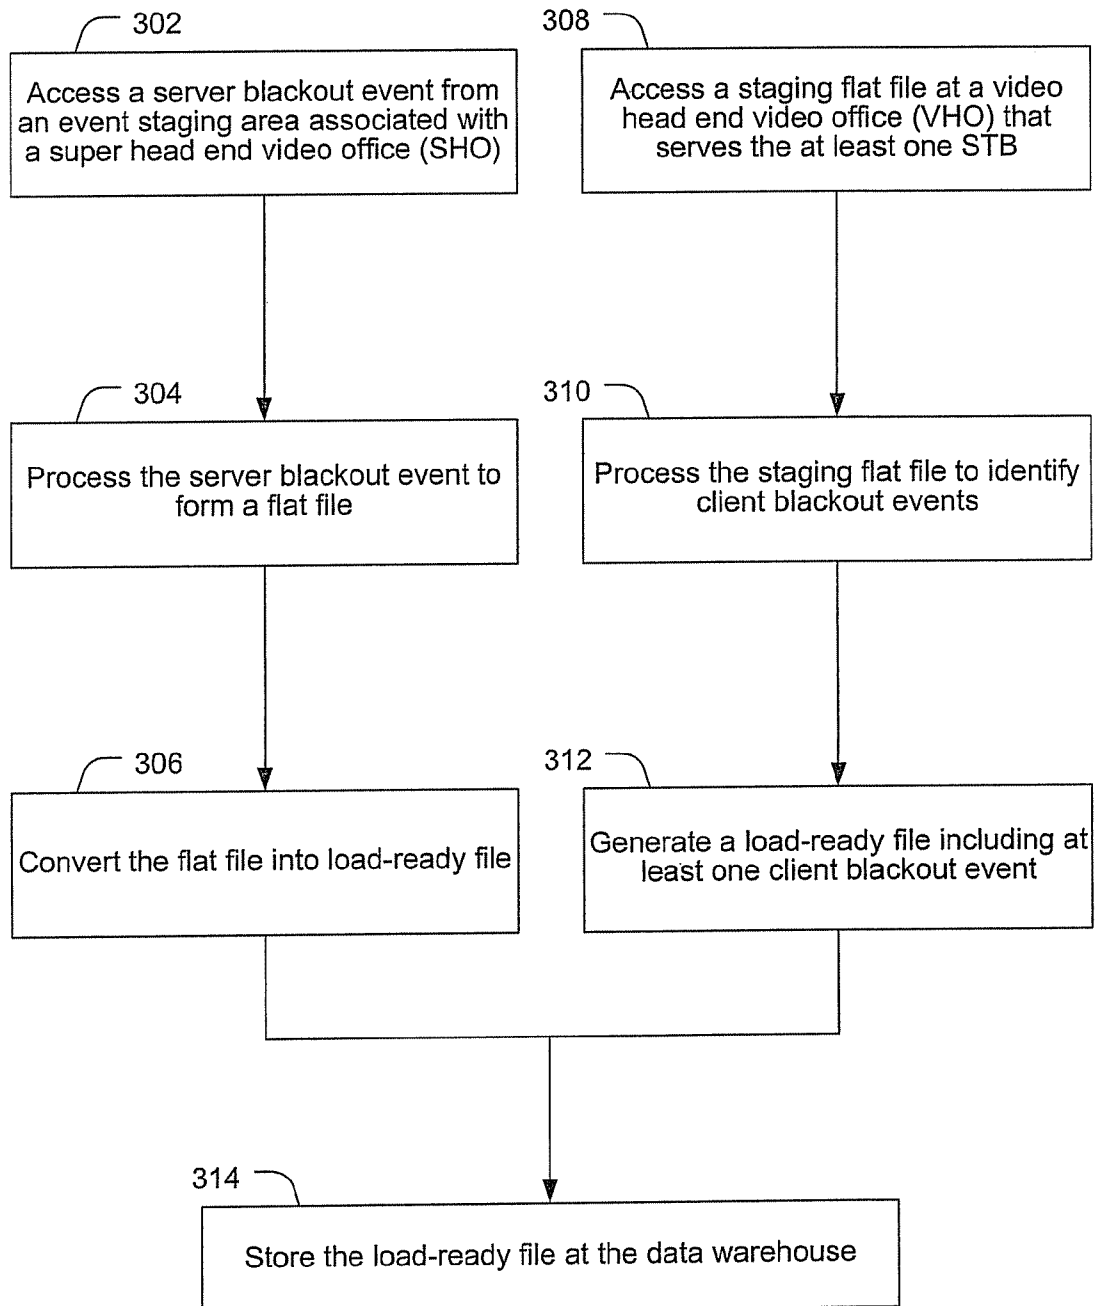 302
Access a server blackout event from
an event staging area associated with
a super head end video office (SHO)
304
Process the server blackout event to
form a flat file
306
Convert the flat file into load-ready file
308
Access a staging flat file at a video
head end video office (VHO) that
serves the at least one STB
310
Process the staging flat file to identify
client blackout events
312
Generate a load-ready file including at
least one client blackout event
314
Store the load-ready file at the data warehouse